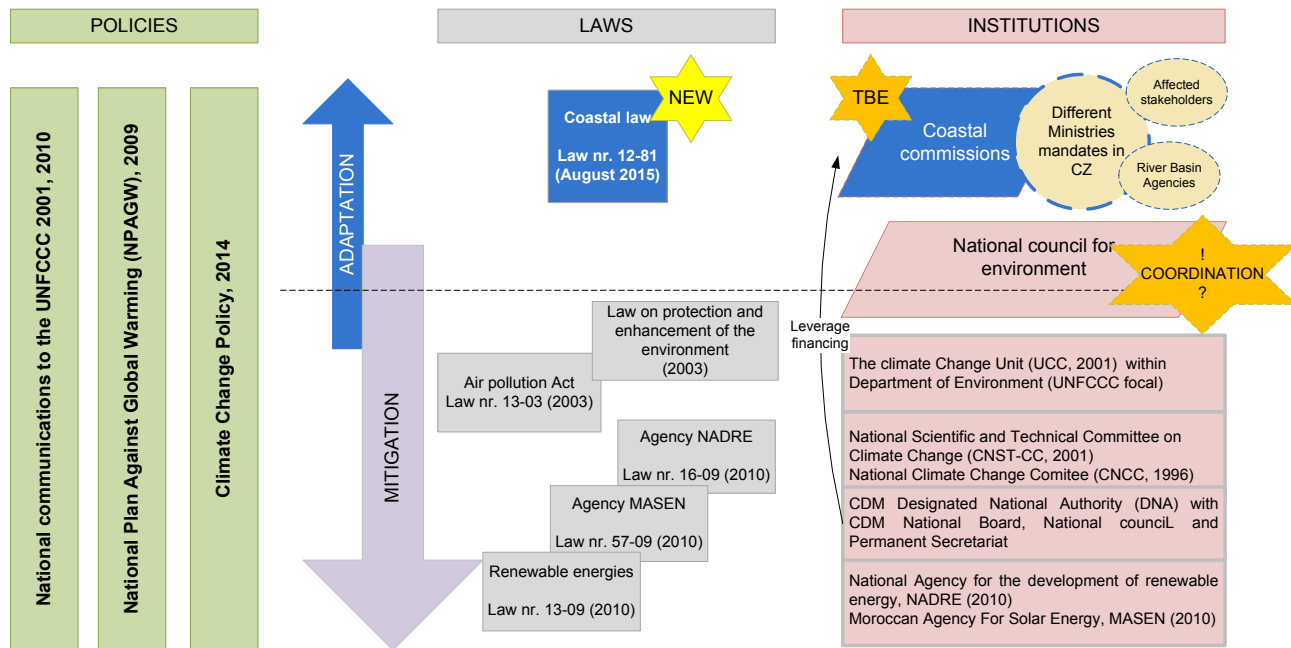 POLICIES
LAWS
INSTITUTIONS
National communications to the UNFCCC 2001, 2010
National Plan Against Global Warming (NPAGW), 2009
Climate Change Policy, 2014
ADAPTATION
MITIGATION
Coastal law
Law nr. 12-81
(August 2015)
NEW
Law on protection and
enhancement of the
environment
(2003)
Air pollution Act
Law nr. 13-03 (2003)
Agency NADRE
Law nr. 16-09 (2010)
Agency MASEN
Law nr. 57-09 (2010)
Renewable energies
Law nr. 13-09 (2010)
TBE
Coastal
commissions
Different
Ministries
mandates in
CZ
Affected
stakeholders
River Basin
Agencies
National council for
environment
!
COORDINATION
?
Leverage
financing
The climate Change Unit (UCC, 2001) within
Department of Environment (UNFCCC focal)
National Scientific and Technical Committee on
Climate Change (CNST-CC, 2001)
National Climate Change Comitee (CNCC, 1996)
CDM Designated National Authority (DNA) with
CDM National Board, National counciL and
Permanent Secretariat
National Agency for the development of renewable
energy, NADRE (2010)
Moroccan Agency For Solar Energy, MASEN (2010)